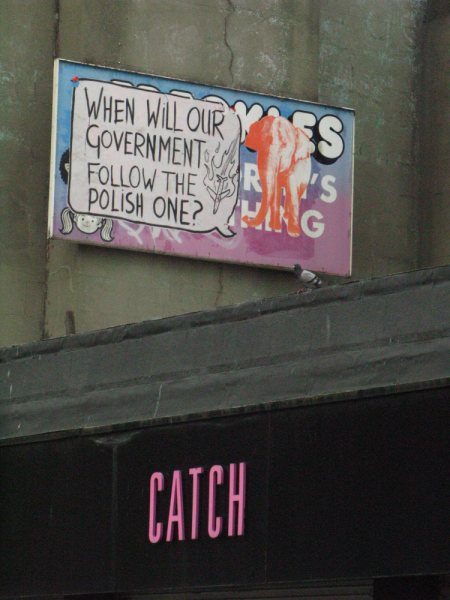 WHEN WILL OUR
GOVERNMENT
FOLLOW THE
POLISH ONE?
CATCH